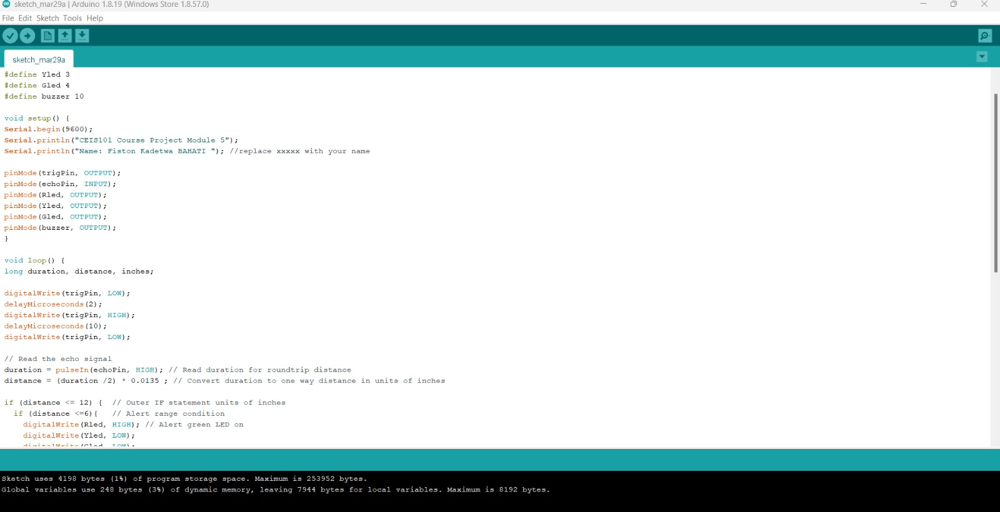 sketch_mar29a | Arduino 1.8.19 (Windows Store 1.8.57.0)
File Edit Sketch Tools Help
sketch_mar29a
#define Yled 3
#define Gled 4
#define buzzer 10
void setup() {
Serial.begin(9600);
Serial.println("CEIS101 Course Project Module 5");
Serial.println("Name: Fiston Kadetwa BAHATI "); //replace xxxxx with your name
pinMode(trigPin, OUTPUT);
pinMode(echoPin, INPUT);
pinMode(Rled, OUTPUT);
pinMode(Yled, OUTPUT);
pinMode(Gled, OUTPUT);
pinMode(buzzer, OUTPUT);
}
void loop() {
long duration, distance, inches;
digitalWrite(trigPin, LOW);
delayMicroseconds(2);
digitalWrite(trigPin, HIGH);
delayMicroseconds(10);
digitalWrite(trigPin, LOW);
// Read the echo signal
duration = pulseIn(echoPin, HIGH); // Read duration for roundtrip distance
distance = (duration /2) * 0.0135 ; // Convert duration to one way distance in units of inches
if (distance <= 12) { // Outer IF statement units of inches
if (distance <=6){ // Alert range condition
digitalWrite(Rled, HIGH); // Alert green LED on
digitalWrite(Yled, LOW);
digitalWrite(Gled, LOW);
Sketch uses 4198 bytes (1%) of program storage space. Maximum is 253952 bytes.
Global variables use 248 bytes (3%) of dynamic memory, leaving 7944 bytes for local variables. Maximum is 8192 bytes.